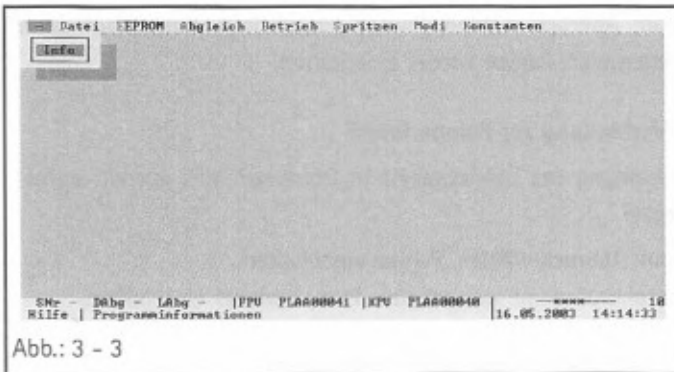 Datei EEPROM Abgleich Betrieb Spritzen Modi Konstanten
Info
SNr - DAbg - LAbg - |FPU PLAA00041 |KPU PLAA00040 | —****— 10
Hilfe | Programminformationen |16.05.2003 14:14:33
Abb.: 3 - 3